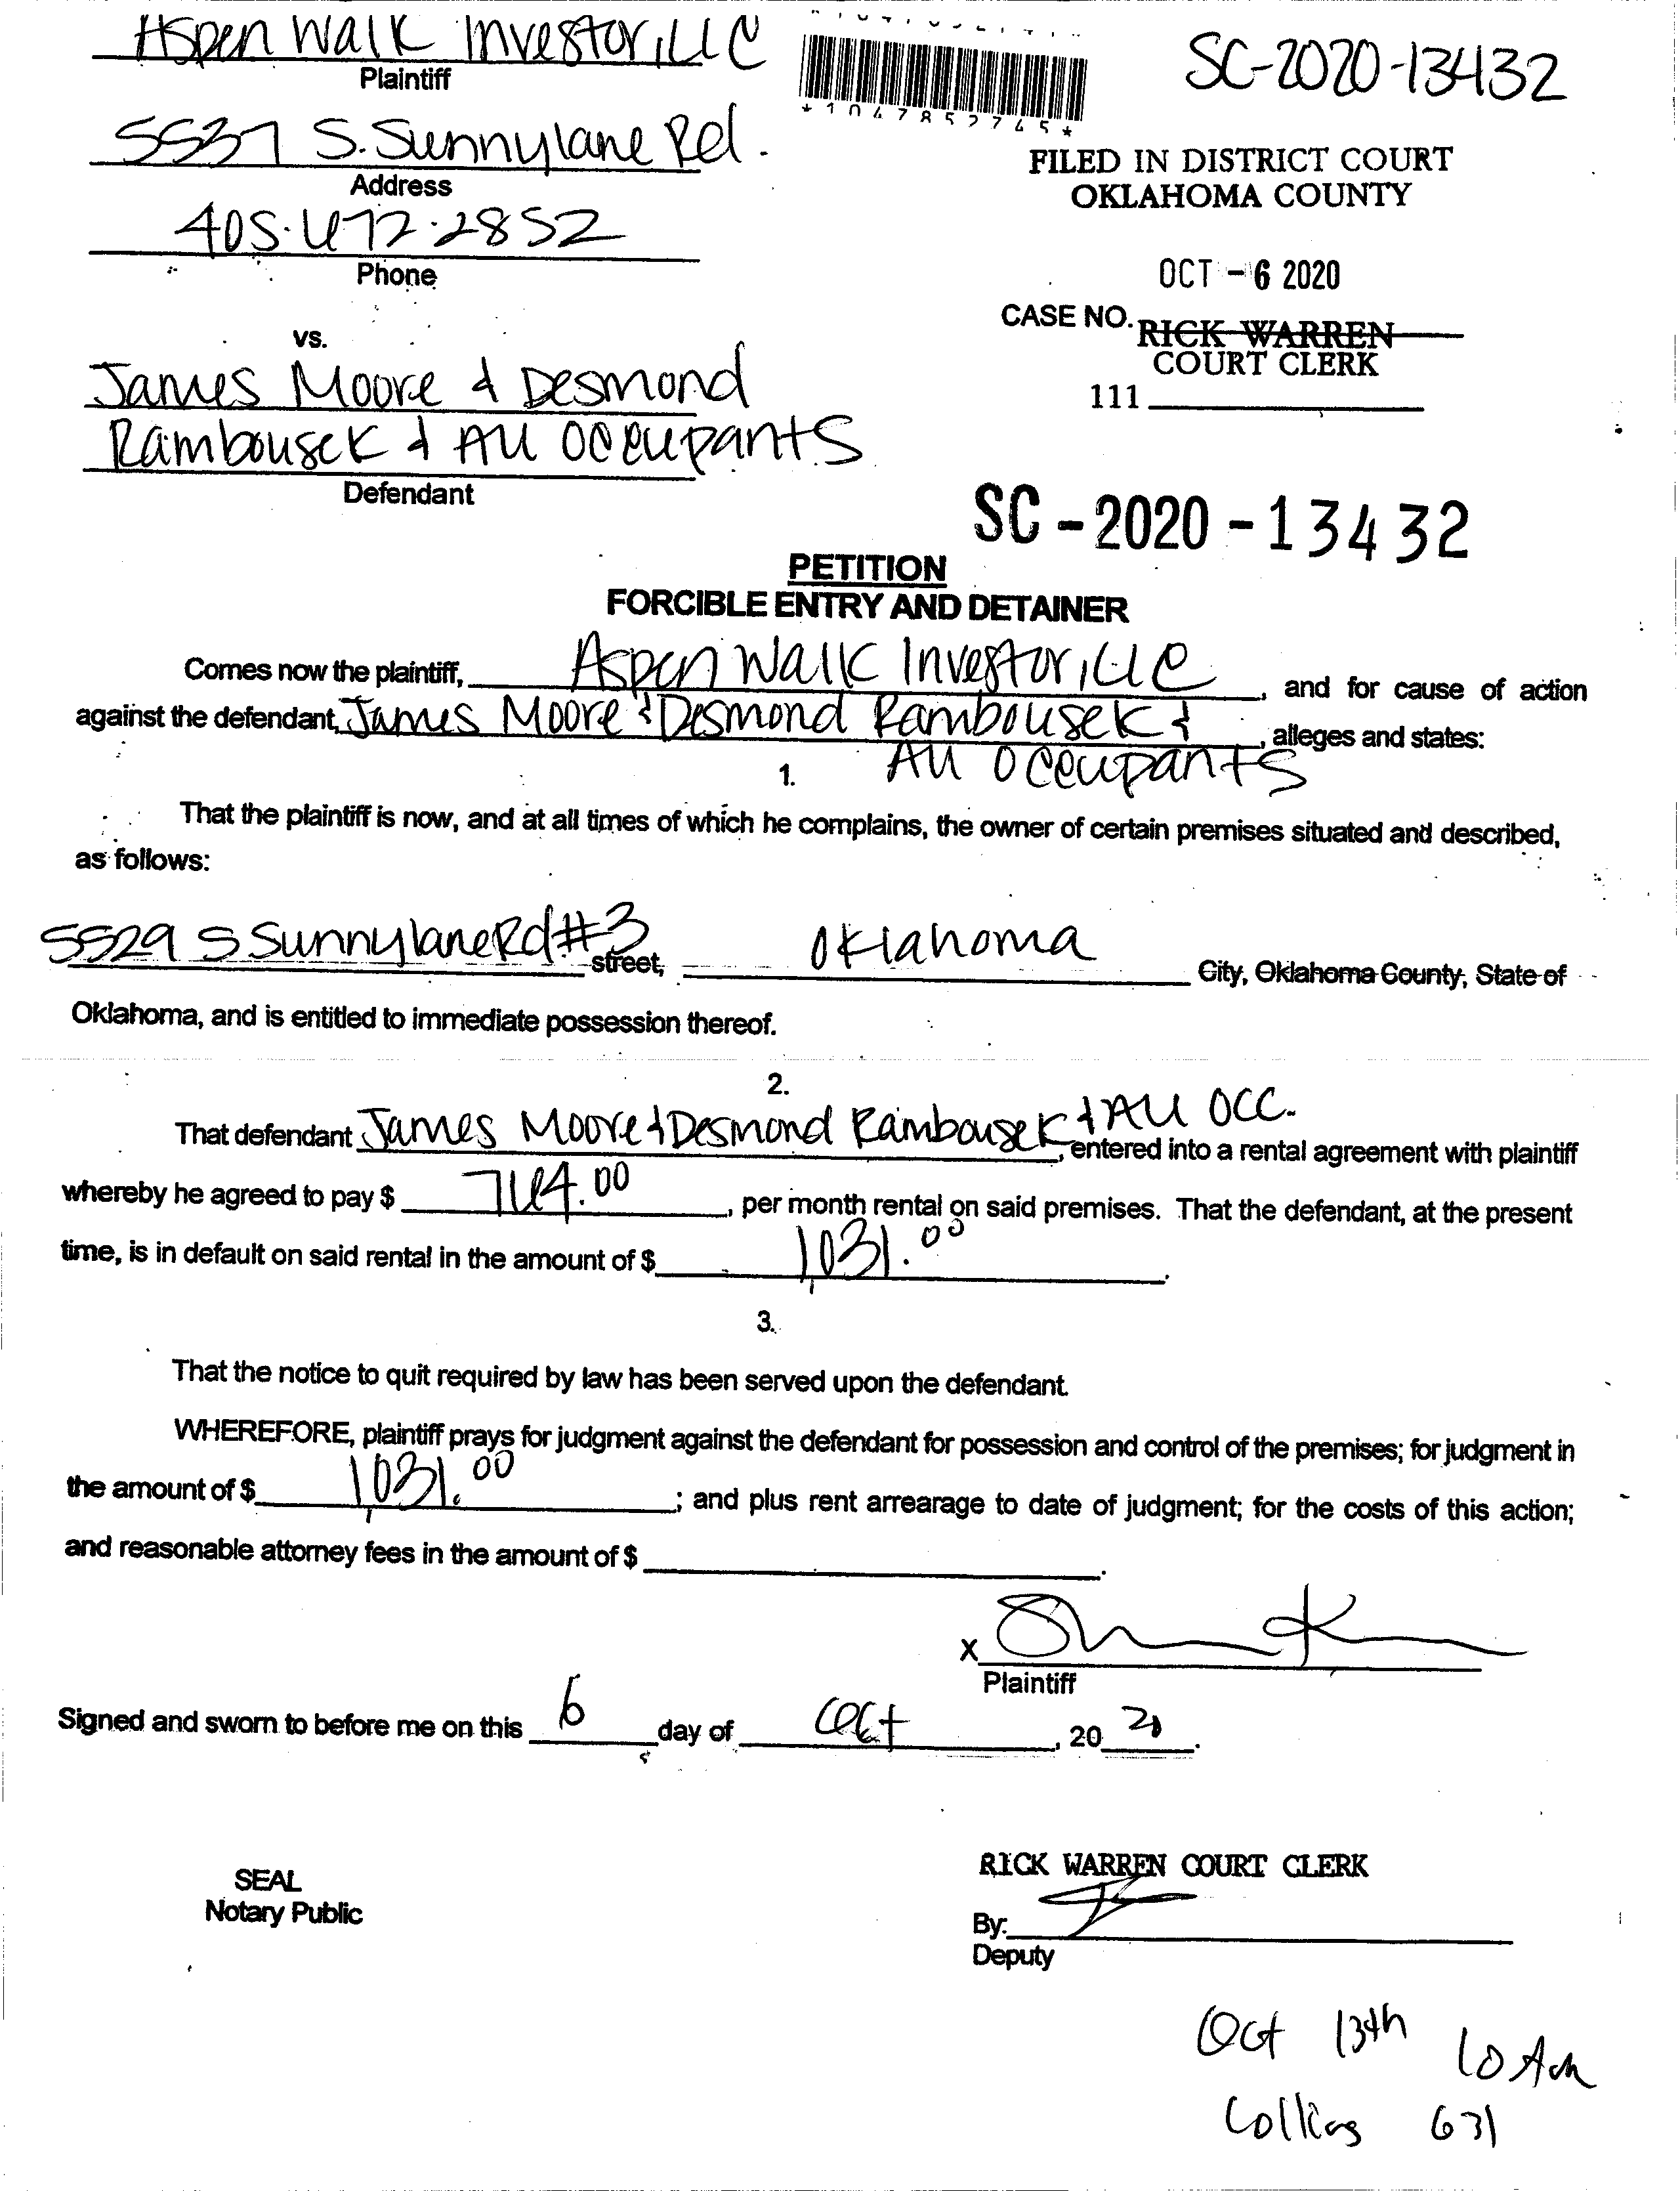 Aspen Walk Investor, LLC
Plaintiff
*1047852745*
SC-2020-13432
5537 S. Sunnylane Rd.
Address
FILED IN DISTRICT COURT
OKLAHOMA COUNTY
405.672.2852
Phone
OCT - 6 2020
CASE NO.
RICK WARREN
COURT CLERK
111
vs.
James Moore & Desmond
Rambousek & All Occupants
Defendant
SC - 2020 - 13432
PETITION
FORCIBLE ENTRY AND DETAINER
Comes now the plaintiff, Aspen Walk Investor, LLC, and for cause of action
against the defendant, James Moore & Desmond Rambousek &, alleges and states:
All Occupants
1.
That the plaintiff is now, and at all times of which he complains, the owner of certain premises situated and described,
as follows:
5529 S Sunnylane Rd #3 street, Oklahoma City, Oklahoma County, State of
Oklahoma, and is entitled to immediate possession thereof.
2.
That defendant James Moore & Desmond Rambousek & All OCC., entered into a rental agreement with plaintiff
whereby he agreed to pay $ , per month rental on said premises. That the defendant, at the present
time, is in default on said rental in the amount of $ 1,031.00.
3.
That the notice to quit required by law has been served upon the defendant.
WHEREFORE, plaintiff prays for judgment against the defendant for possession and control of the premises; for judgment in
the amount of $ 1,031.00; and plus rent arrearage to date of judgment; for the costs of this action;
and reasonable attorney fees in the amount of $ .
X
Plaintiff
Signed and sworn to before me on this 6 day of Oct, 20 20.
SEAL
Notary Public
RICK WARREN COURT CLERK
By:
Deputy
Oct 13th 10 Am
Collins 631